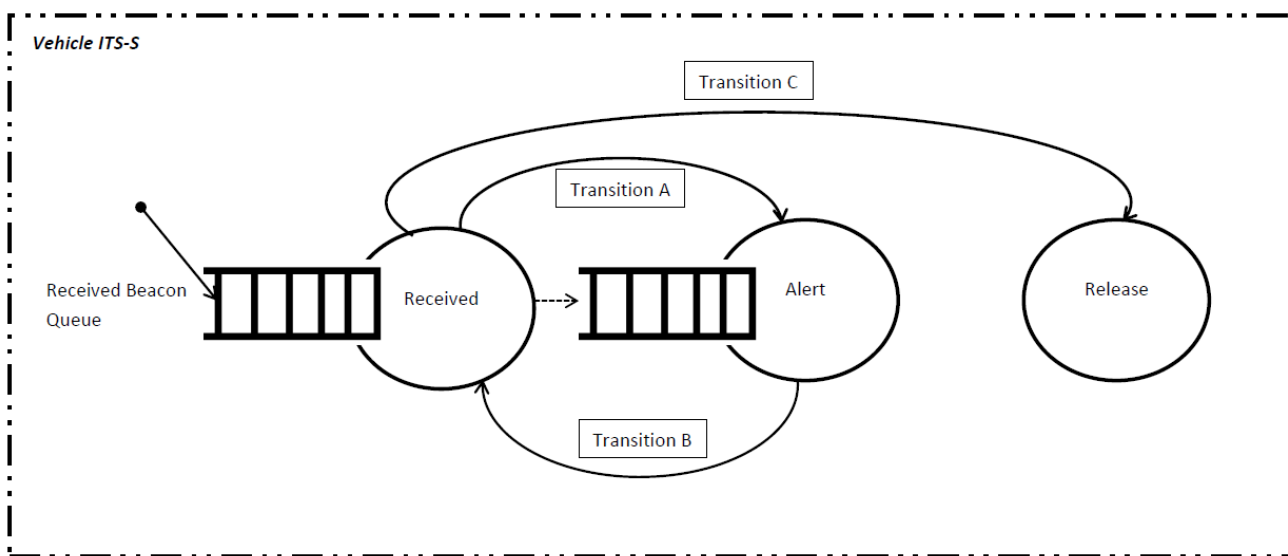 Vehicle ITS-S
Transition C
Transition A
Received Beacon
Queue
Received
Alert
Release
Transition B